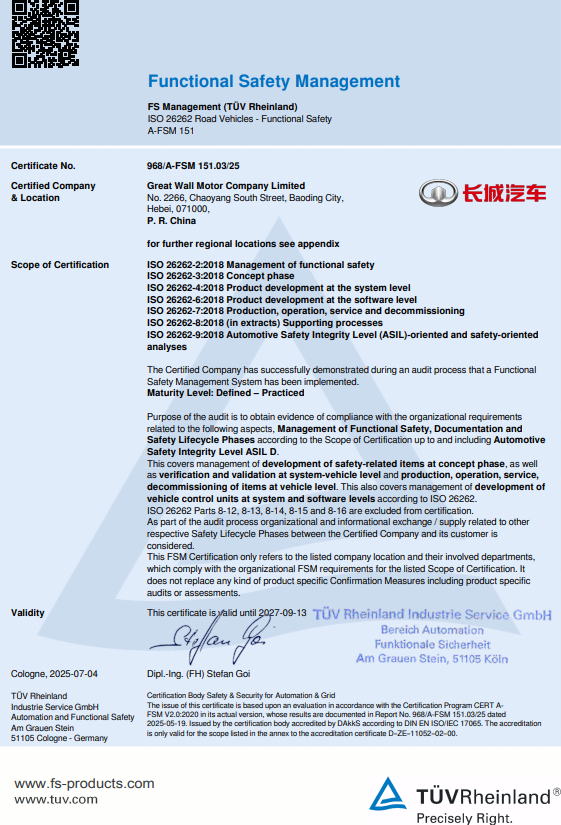 Functional Safety Management
FS Management (TÜV Rheinland)
ISO 26262 Road Vehicles - Functional Safety
A-FSM 151
Certificate No.
968/A-FSM 151.03/25
Certified Company
& Location
Great Wall Motor Company Limited
No. 2266, Chaoyang South Street, Baoding City,
Hebei, 071000,
P. R. China
长城汽车
for further regional locations see appendix
Scope of Certification
ISO 26262-2:2018 Management of functional safety
ISO 26262-3:2018 Concept phase
ISO 26262-4:2018 Product development at the system level
ISO 26262-6:2018 Product development at the software level
ISO 26262-7:2018 Production, operation, service and decommissioning
ISO 26262-8:2018 (in extracts) Supporting processes
ISO 26262-9:2018 Automotive Safety Integrity Level (ASIL)-oriented and safety-oriented
analyses
The Certified Company has successfully demonstrated during an audit process that a Functional
Safety Management System has been implemented.
Maturity Level: Defined – Practiced
Purpose of the audit is to obtain evidence of compliance with the organizational requirements
related to the following aspects, Management of Functional Safety, Documentation and
Safety Lifecycle Phases according to the Scope of Certification up to and including Automotive
Safety Integrity Level ASIL D.
This covers management of development of safety-related items at concept phase, as well
as verification and validation at system-vehicle level and production, operation, service,
decommissioning of items at vehicle level. This also covers management of development of
vehicle control units at system and software levels according to ISO 26262.
ISO 26262 Parts 8-12, 8-13, 8-14, 8-15 and 8-16 are excluded from certification.
As part of the audit process organizational and informational exchange / supply related to other
respective Safety Lifecycle Phases between the Certified Company and its customer is
considered.
This FSM Certification only refers to the listed company location and their involved departments,
which comply with the organizational FSM requirements for the listed Scope of Certification. It
does not replace any kind of product specific Confirmation Measures including product specific
audits or assessments.
Validity
This certificate is valid until 2027-09-13
TÜV Rheinland Industrie Service GmbH
Bereich Automation
Funktionale Sicherheit
Am Grauen Stein, 51105 Köln
Cologne, 2025-07-04
Dipl.-Ing. (FH) Stefan Goi
TÜV Rheinland
Industrie Service GmbH
Automation and Functional Safety
Am Grauen Stein
51105 Cologne - Germany
Certification Body Safety & Security for Automation & Grid
The issue of this certificate is based upon an evaluation in accordance with the Certification Program CERT A-
FSM V2.0:2020 in its actual version, whose results are documented in Report No. 968/A-FSM 151.03/25 dated
2025-05-19. Issued by the certification body accredited by DAkkS according to DIN EN ISO/IEC 17065. The accreditation
is only valid for the scope listed in the annex to the accreditation certificate D–ZE–11052–02–00.
www.fs-products.com
www.tuv.com
TÜVRheinland®
Precisely Right.